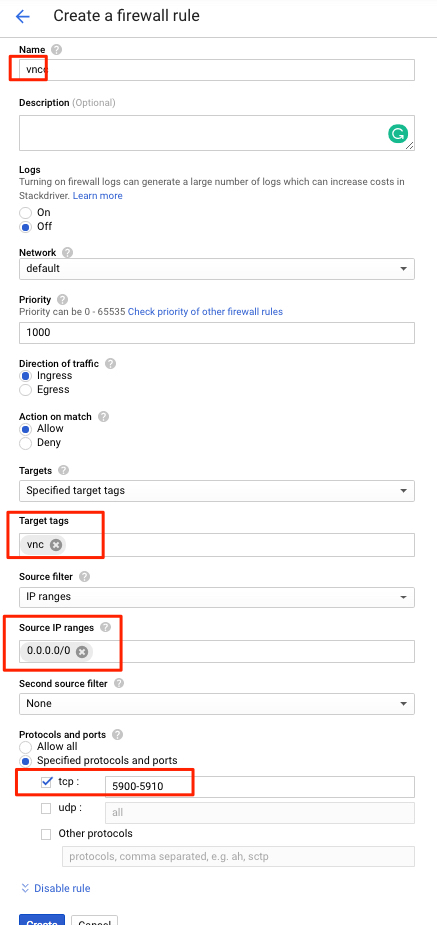 Create a firewall rule
Name
vncc
Description (Optional)
Logs
Turning on firewall logs can generate a large number of logs which can increase costs in
Stackdriver. Learn more
On
Off
Network
default
Priority
Priority can be 0 - 65535 Check priority of other firewall rules
1000
Direction of traffic
Ingress
Egress
Action on match
Allow
Deny
Targets
Specified target tags
Target tags
vnc
Source filter
IP ranges
Source IP ranges
0.0.0.0/0
Second source filter
None
Protocols and ports
Allow all
Specified protocols and ports
tcp :
5900-5910
udp :
all
Other protocols
protocols, comma separated, e.g. ah, sctp
Disable rule
Create
Cancel